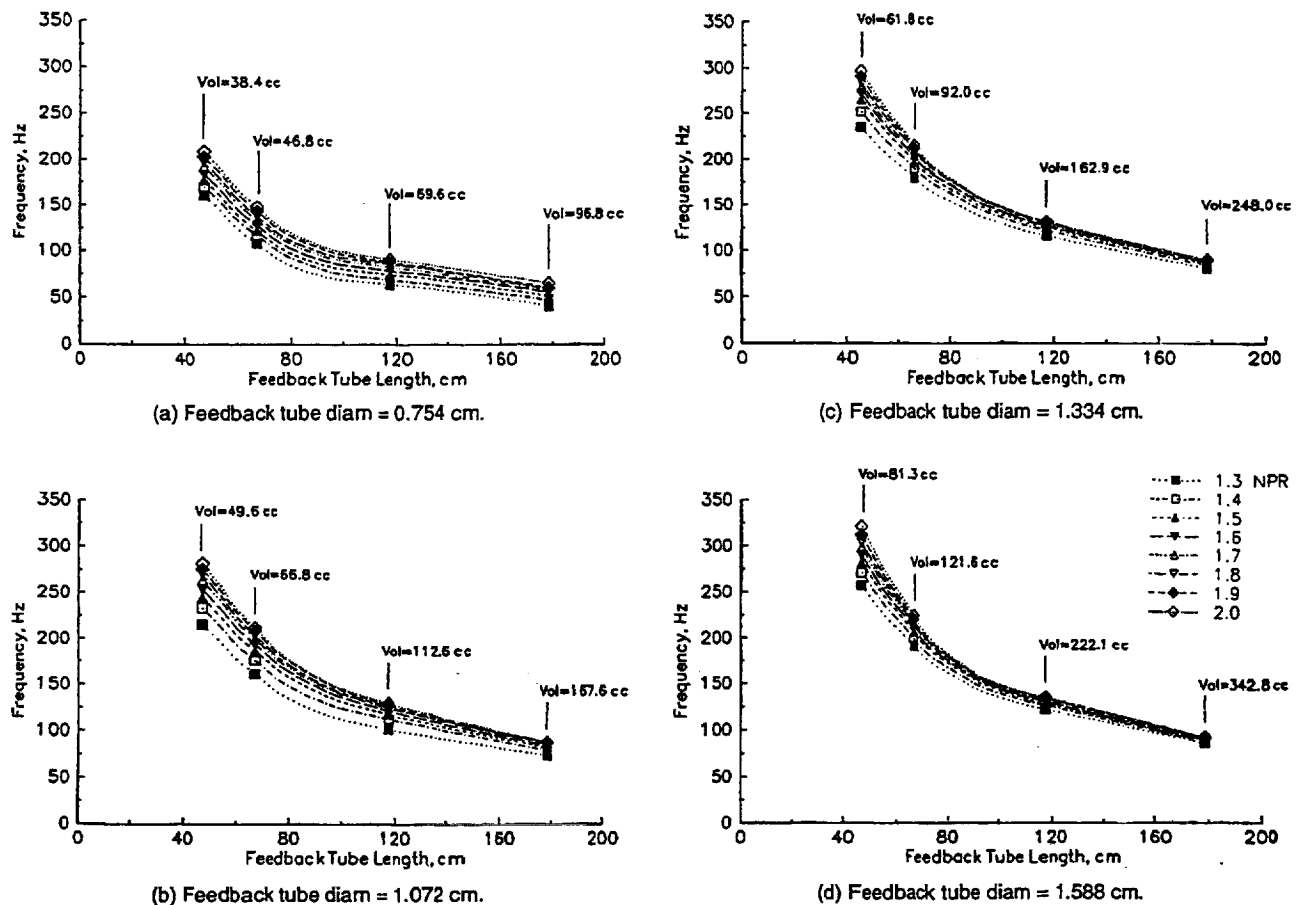 350
300
250
200
150
100
50
0
Frequency, Hz
Vol=38.4 cc
Vol=46.8 cc
Vol=69.6 cc
Vol=96.8 cc
0 40 80 120 160 200
Feedback Tube Length, cm
(a) Feedback tube diam = 0.754 cm.
350
300
250
200
150
100
50
0
Frequency, Hz
Vol=61.8 cc
Vol=92.0 cc
Vol=162.9 cc
Vol=248.0 cc
0 40 80 120 160 200
Feedback Tube Length, cm
(c) Feedback tube diam = 1.334 cm.
350
300
250
200
150
100
50
0
Frequency, Hz
Vol=49.6 cc
Vol=66.8 cc
Vol=112.6 cc
Vol=167.6 cc
0 40 80 120 160 200
Feedback Tube Length, cm
(b) Feedback tube diam = 1.072 cm.
350
300
250
200
150
100
50
0
Frequency, Hz
Vol=81.3 cc
Vol=121.6 cc
Vol=222.1 cc
Vol=342.8 cc
1.3 NPR
1.4
1.5
1.6
1.7
1.8
1.9
2.0
0 40 80 120 160 200
Feedback Tube Length, cm
(d) Feedback tube diam = 1.588 cm.